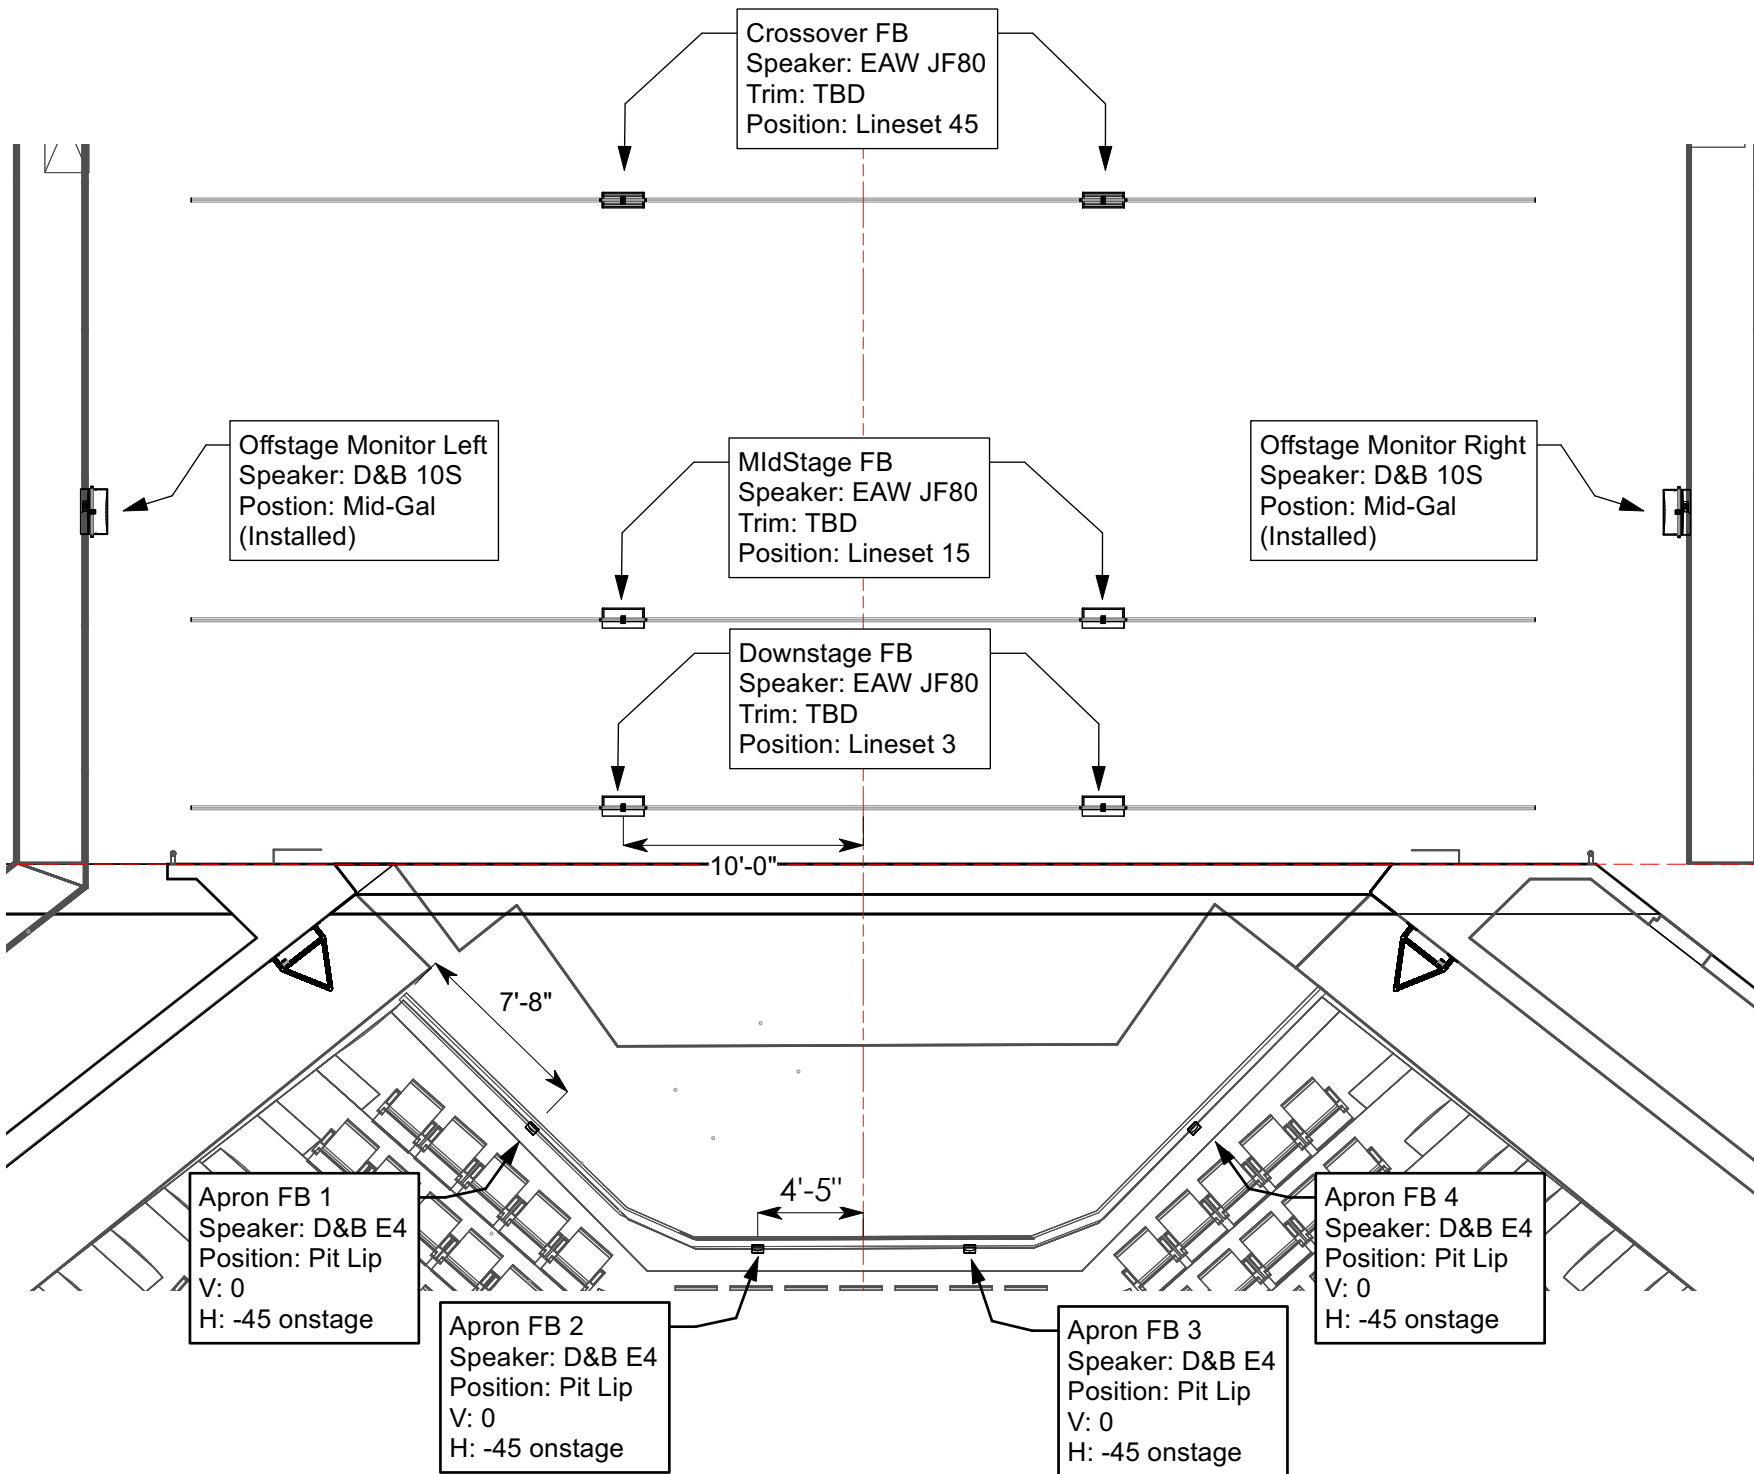 Crossover FB
Speaker: EAW JF80
Trim: TBD
Position: Lineset 45
Offstage Monitor Left
Speaker: D&B 10S
Postion: Mid-Gal
(Installed)
MIdStage FB
Speaker: EAW JF80
Trim: TBD
Position: Lineset 15
Offstage Monitor Right
Speaker: D&B 10S
Postion: Mid-Gal
(Installed)
Downstage FB
Speaker: EAW JF80
Trim: TBD
Position: Lineset 3
10'-0"
7'-8"
4'-5"
Apron FB 1
Speaker: D&B E4
Position: Pit Lip
V: 0
H: -45 onstage
Apron FB 2
Speaker: D&B E4
Position: Pit Lip
V: 0
H: -45 onstage
Apron FB 3
Speaker: D&B E4
Position: Pit Lip
V: 0
H: -45 onstage
Apron FB 4
Speaker: D&B E4
Position: Pit Lip
V: 0
H: -45 onstage